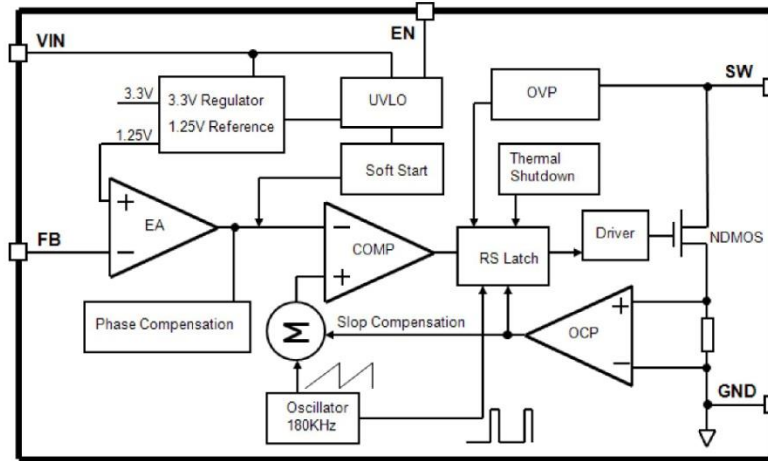 EN
VIN
SW
3.3V
3.3V Regulator
1.25V Reference
1.25V
UVLO
OVP
Soft Start
Thermal
Shutdown
+
EA
−
FB
−
COMP
+
RS Latch
Driver
NDMOS
Phase Compensation
Σ
Slop Compensation
+
OCP
−
GND
Oscillator
180KHz